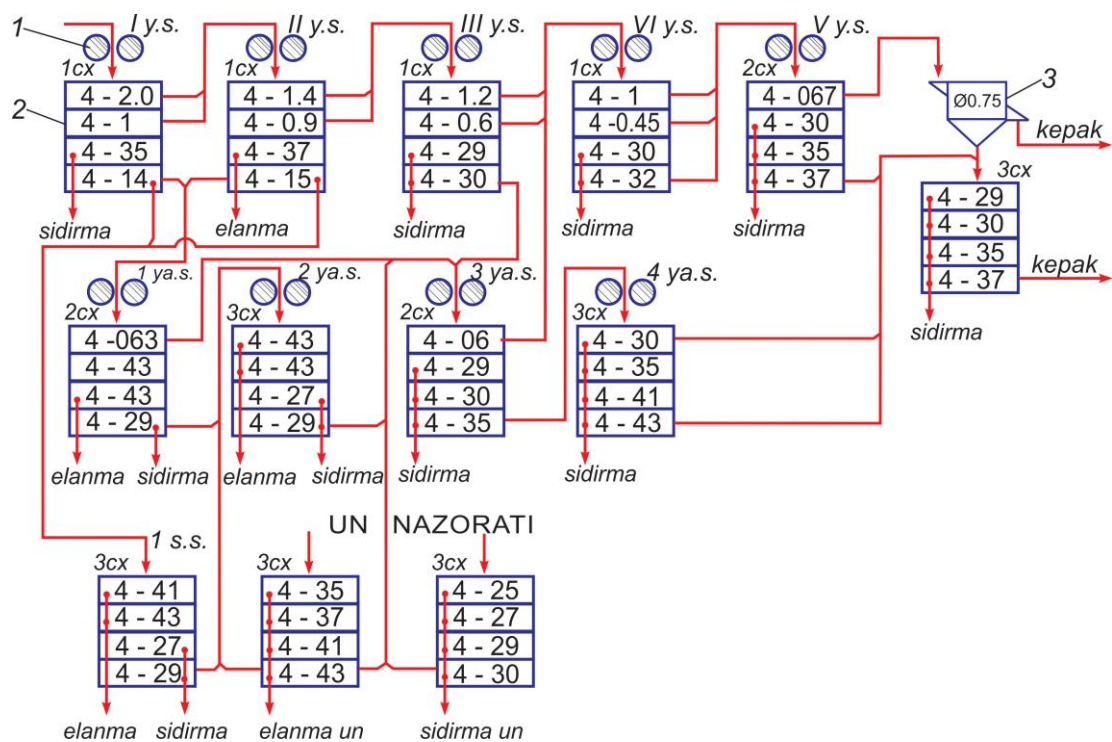 1
I y.s.
II y.s.
III y.s.
VI y.s.
V y.s.
1cx
1cx
1cx
1cx
2cx
2
3
4 - 2.0
4 - 1
4 - 35
4 - 14
sidirma
4 - 1.4
4 - 0.9
4 - 37
4 - 15
elanma
4 - 1.2
4 - 0.6
4 - 29
4 - 30
sidirma
4 - 1
4 -0.45
4 - 30
4 - 32
sidirma
4 - 067
4 - 30
4 - 35
4 - 37
sidirma
Ø0.75
kepak
3cx
4 - 29
4 - 30
4 - 35
4 - 37
kepak
sidirma
1 ya.s.
2 ya.s.
3 ya.s.
4 ya.s.
2cx
3cx
2cx
3cx
4 -063
4 - 43
4 - 43
4 - 29
elanma
sidirma
4 - 43
4 - 43
4 - 27
4 - 29
elanma
sidirma
4 - 06
4 - 29
4 - 30
4 - 35
sidirma
4 - 30
4 - 35
4 - 41
4 - 43
sidirma
UN NAZORATI
1 s.s.
3cx
3cx
3cx
4 - 41
4 - 43
4 - 27
4 - 29
elanma
sidirma
4 - 35
4 - 37
4 - 41
4 - 43
elanma un
4 - 25
4 - 27
4 - 29
4 - 30
sidirma un